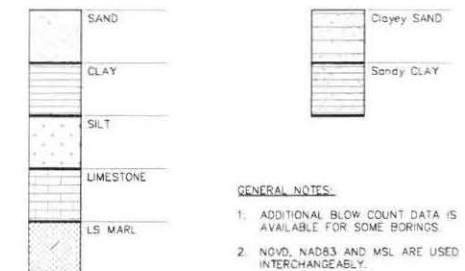 SAND
CLAY
SILT
LIMESTONE
LS MARL
Clayey SAND
Sandy CLAY
GENERAL NOTES:
1. ADDITIONAL BLOW COUNT DATA IS
AVAILABLE FOR SOME BORINGS.
2. NGVD, NAD83 AND MSL ARE USED
INTERCHANGEABLY.